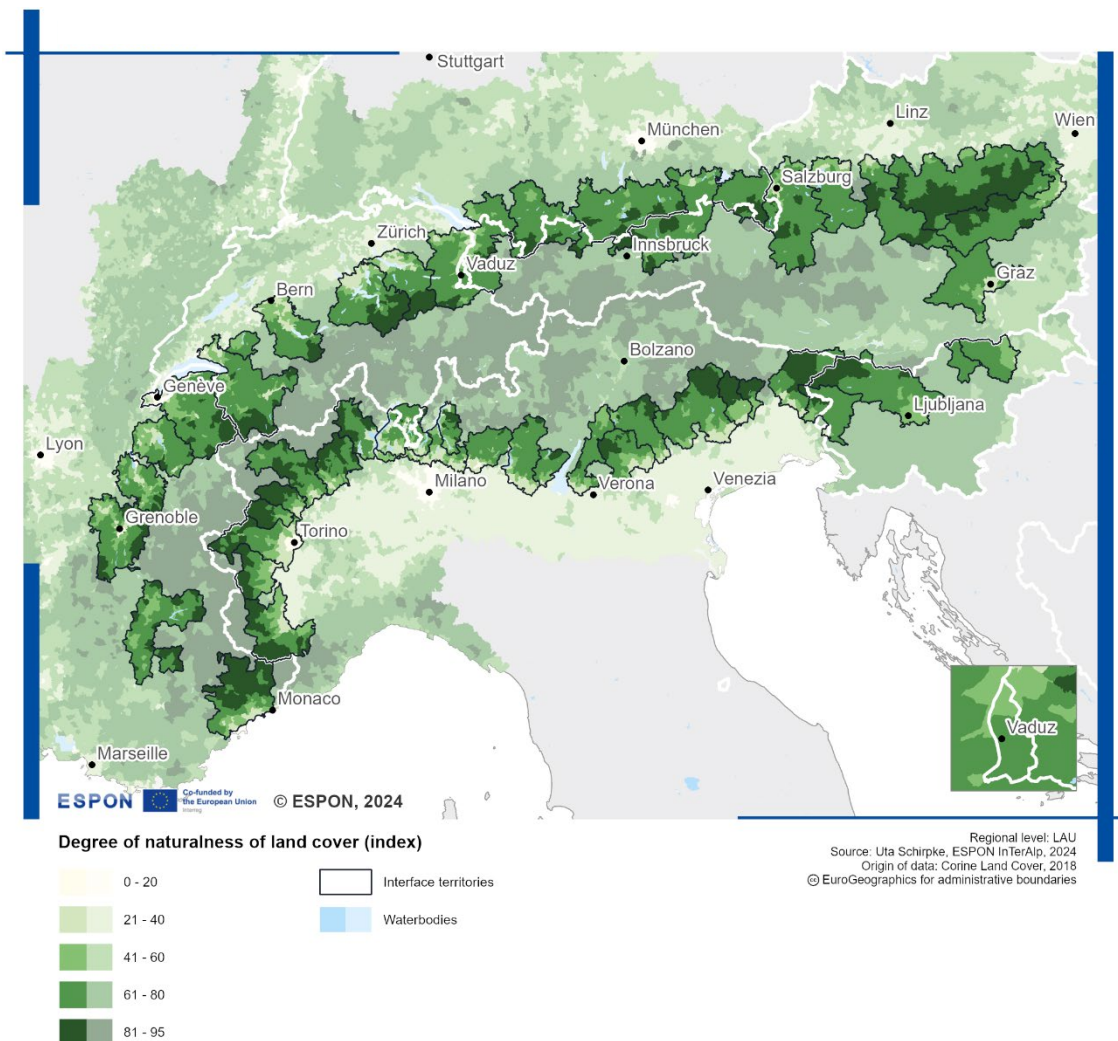 Stuttgart
Linz
Wien
München
Salzburg
Zürich
Innsbruck
Vaduz
Graz
Bern
Bolzano
Genève
Ljubljana
Lyon
Milano
Verona
Venezia
Grenoble
Torino
Monaco
Vaduz
Marseille
ESPON
Co-funded by
the European Union
Interreg
© ESPON, 2024
Degree of naturalness of land cover (index)
0 - 20
21 - 40
41 - 60
61 - 80
81 - 95
Interface territories
Waterbodies
Regional level: LAU
Source: Uta Schirpke, ESPON InTerAlp, 2024
Origin of data: Corine Land Cover, 2018
EuroGeographics for administrative boundaries